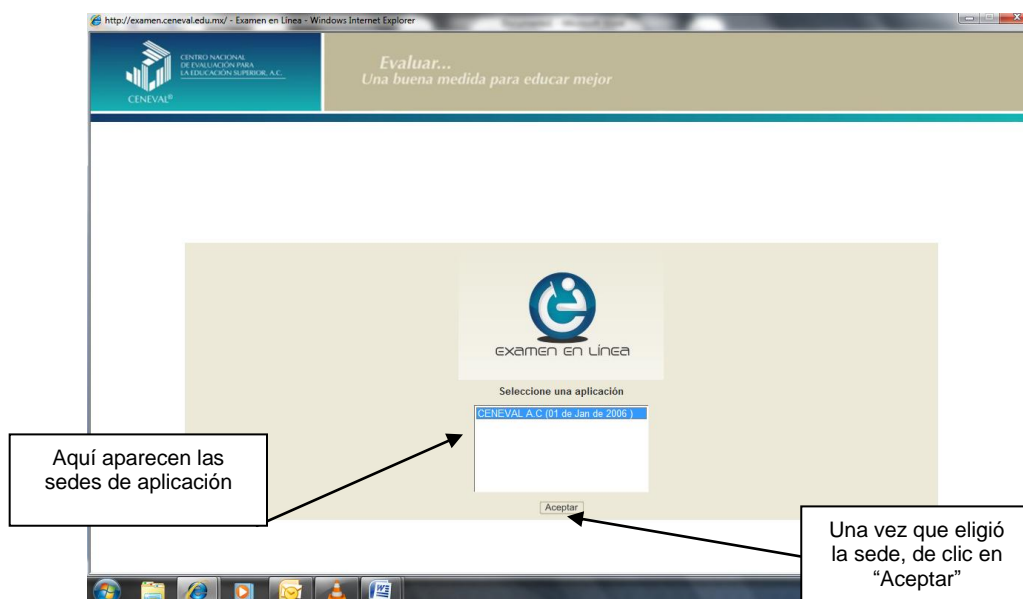 http://examen.ceneval.edu.mx/ - Examen en Línea - Windows Internet Explorer
CENTRO NACIONAL
DE EVALUACIÓN PARA
LA EDUCACIÓN SUPERIOR, A.C.
CENEVAL®
Evaluar...
Una buena medida para educar mejor
examen en Línea
Seleccione una aplicación
CENEVAL A.C (01 de Jan de 2006 )
Aquí aparecen las
sedes de aplicación
Aceptar
Una vez que eligió
la sede, de clic en
“Aceptar”